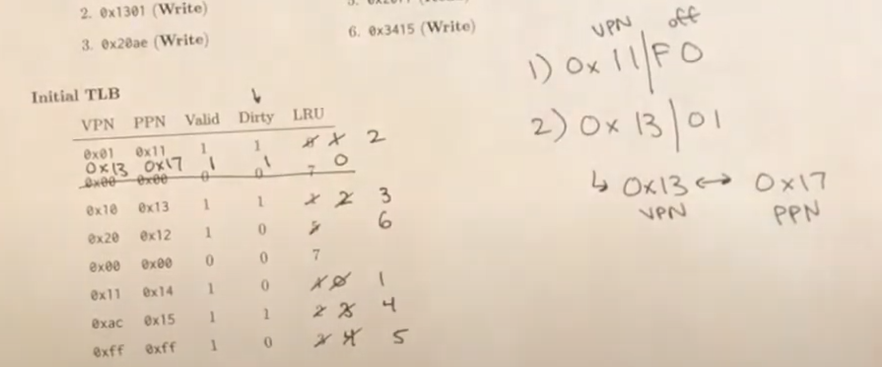 2. 0x1301 (Write)
3. 0x20ae (Write)
6. 0x3415 (Write)
Initial TLB
VPN PPN Valid Dirty LRU
0x01 0x11 1 1 2
0x13 0x17 1 1 0
0x00 0x00 0 0 7
0x10 0x13 1 1 2 3
0x20 0x12 1 0 6
0x00 0x00 0 0 7
0x11 0x14 1 0 0 1
0xac 0x15 1 1 2 3 4
0xff 0xff 1 0 3 4 5
VPN off
1) 0x 11 | F0
2) 0x 13 | 01
↳ 0x13 ↔ 0x17
VPN PPN